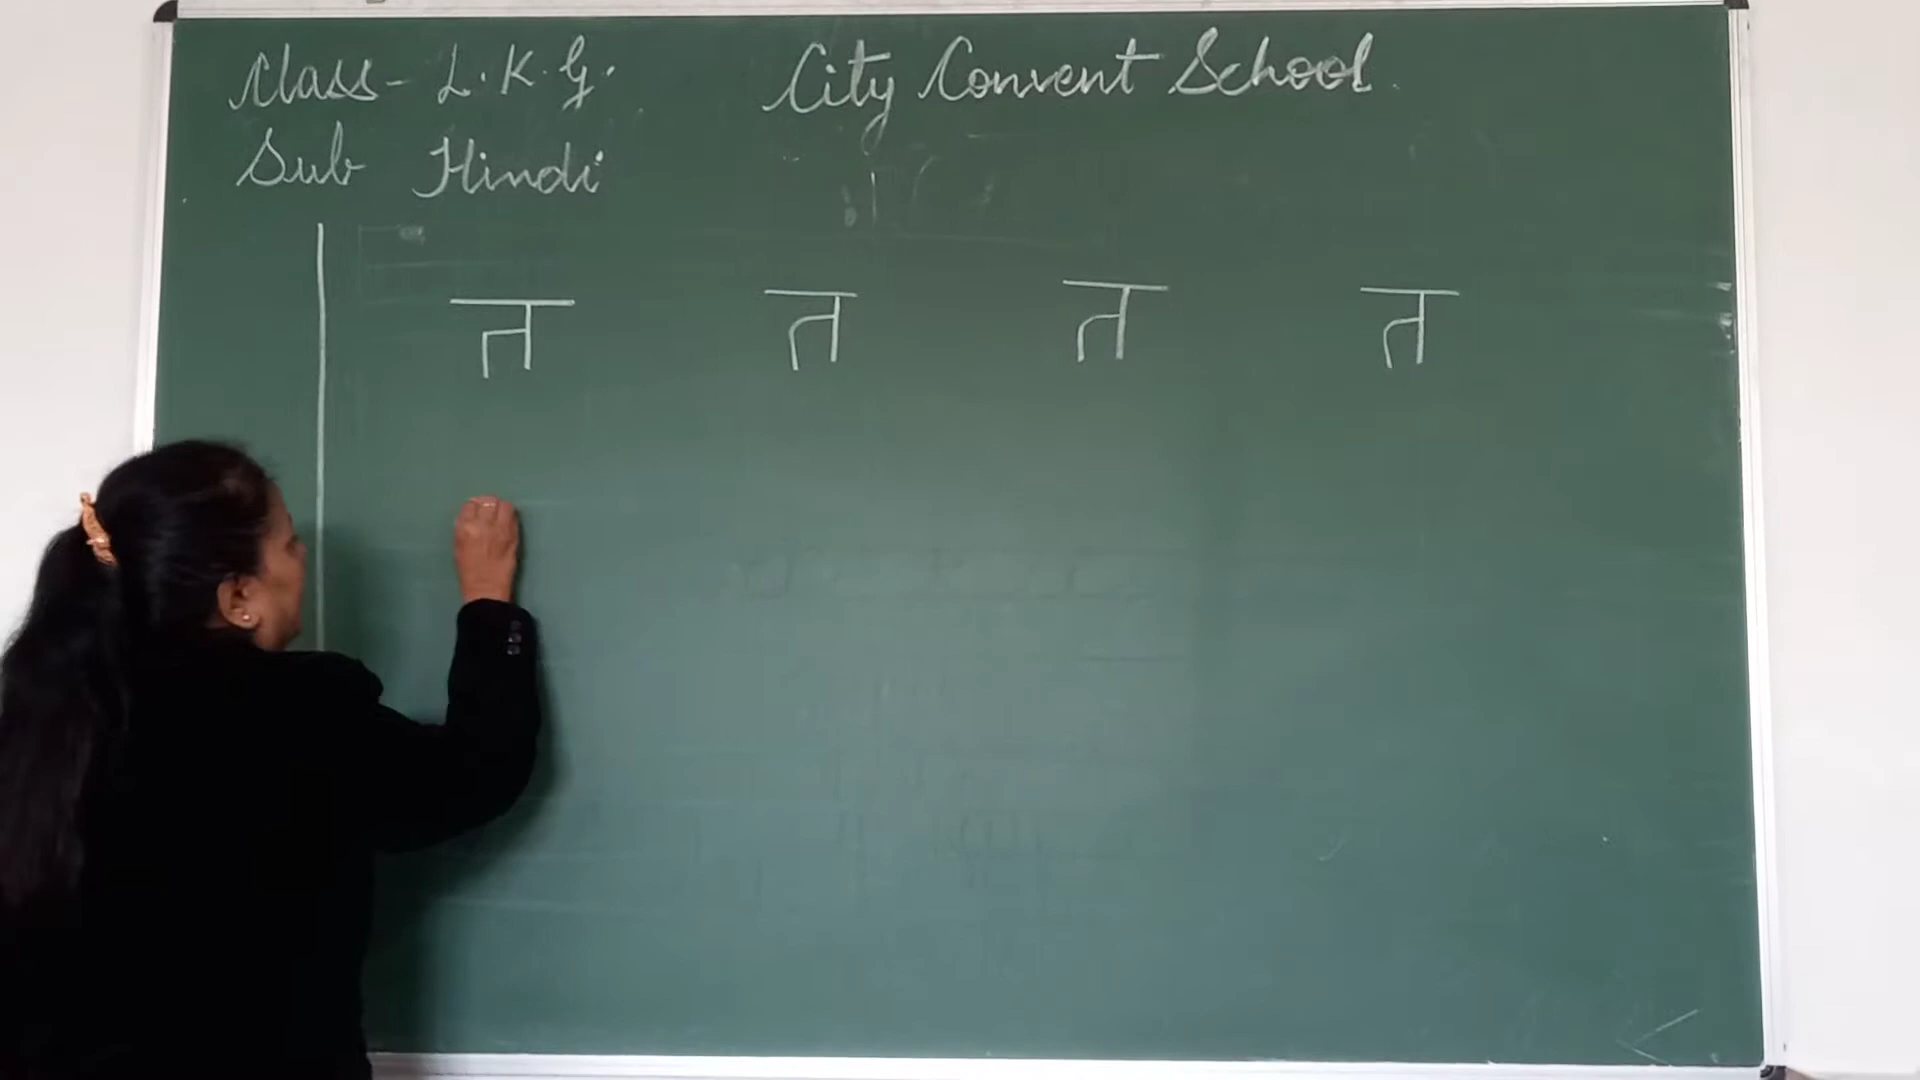 Class- L.K.G. City Convent School
Sub Hindi
त त त त